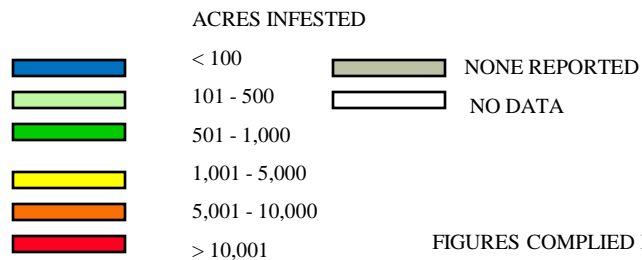 ACRES INFESTED
< 100
NONE REPORTED
101 - 500
NO DATA
501 - 1,000
1,001 - 5,000
5,001 - 10,000
> 10,001
FIGURES COMPLIED